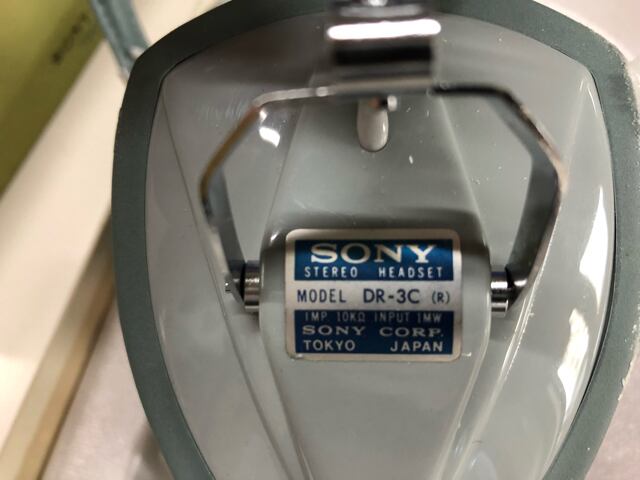 SONY
STEREO HEADSET
MODEL DR-3C (R)
IMP 10KΩ INPUT 1MW
SONY CORP.
TOKYO JAPAN